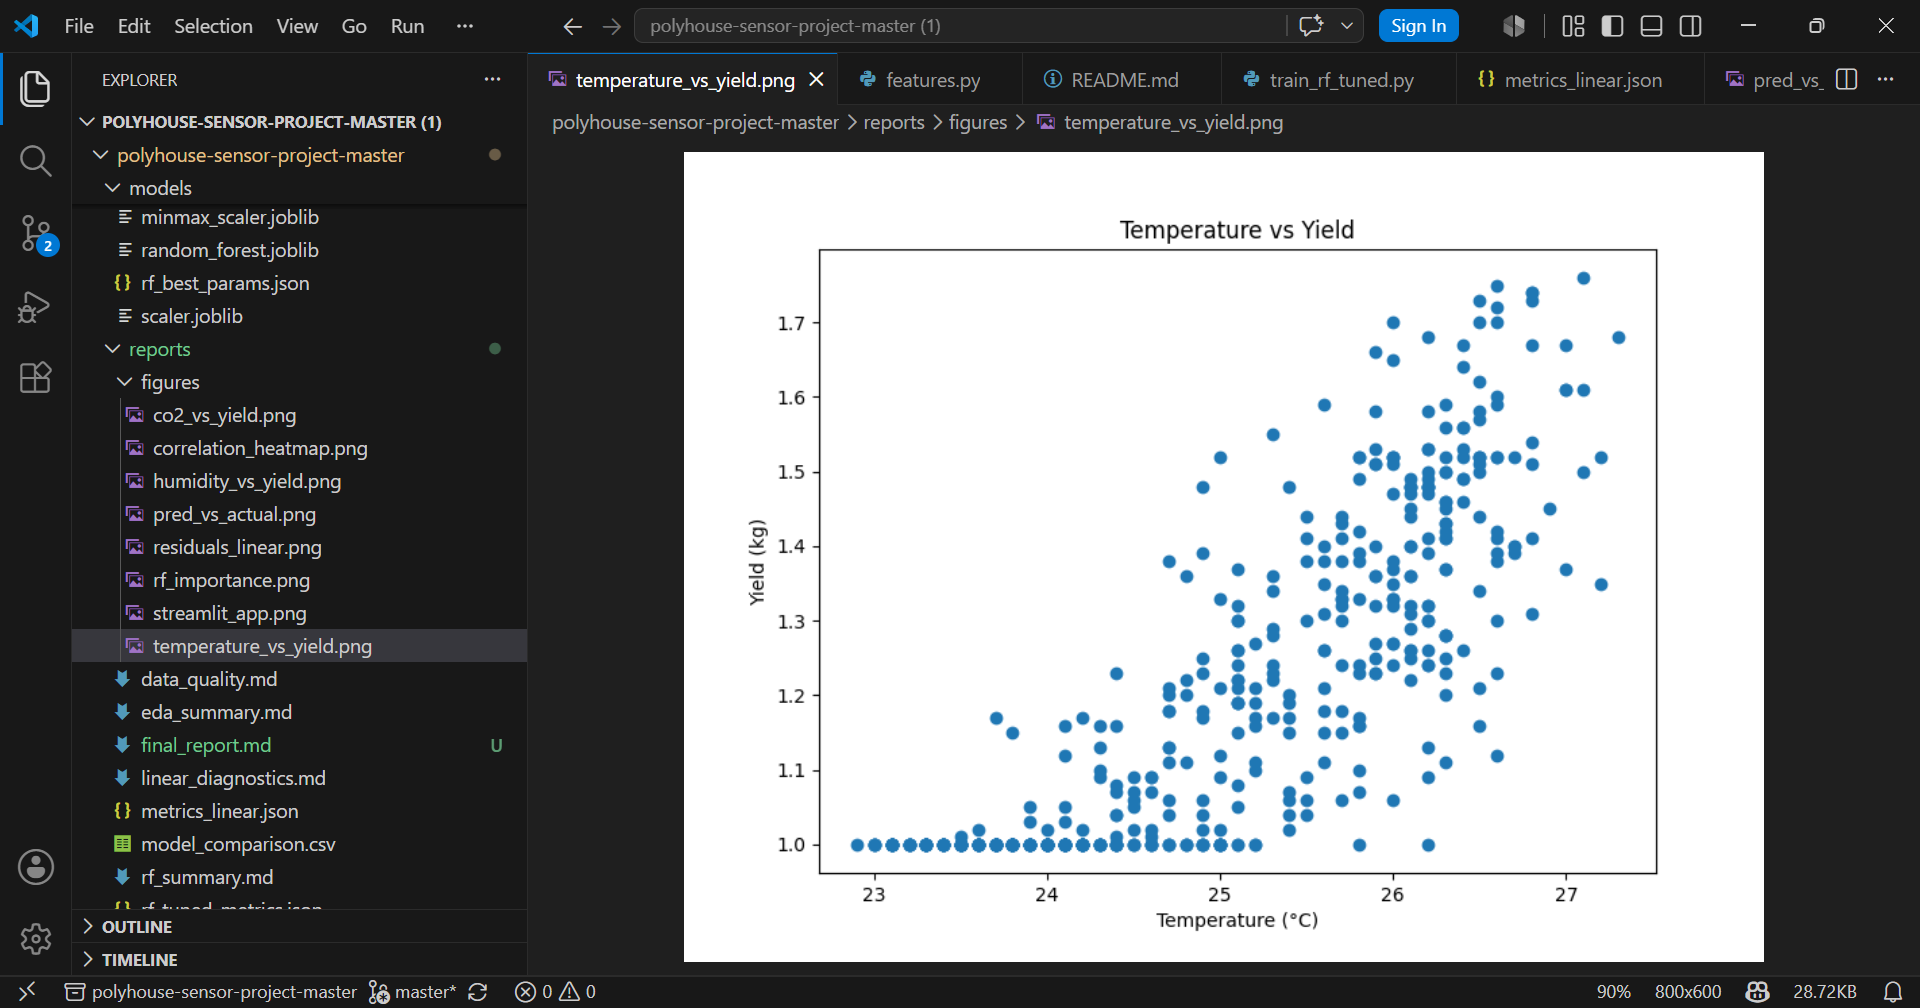 File Edit Selection View Go Run ···
polyhouse-sensor-project-master (1)
Sign In
EXPLORER
POLYHOUSE-SENSOR-PROJECT-MASTER (1)
polyhouse-sensor-project-master
models
minmax_scaler.joblib
random_forest.joblib
{} rf_best_params.json
scaler.joblib
reports
figures
co2_vs_yield.png
correlation_heatmap.png
humidity_vs_yield.png
pred_vs_actual.png
residuals_linear.png
rf_importance.png
streamlit_app.png
temperature_vs_yield.png
data_quality.md
eda_summary.md
final_report.md U
linear_diagnostics.md
{} metrics_linear.json
model_comparison.csv
rf_summary.md
{} rf_tuned_metrics.json
OUTLINE
TIMELINE
2
temperature_vs_yield.png features.py README.md train_rf_tuned.py {} metrics_linear.json pred_vs_
polyhouse-sensor-project-master > reports > figures > temperature_vs_yield.png
Temperature vs Yield
Yield (kg)
1.7
1.6
1.5
1.4
1.3
1.2
1.1
1.0
23 24 25 26 27
Temperature (°C)
polyhouse-sensor-project-master master* 0 0 90% 800x600 28.72KB